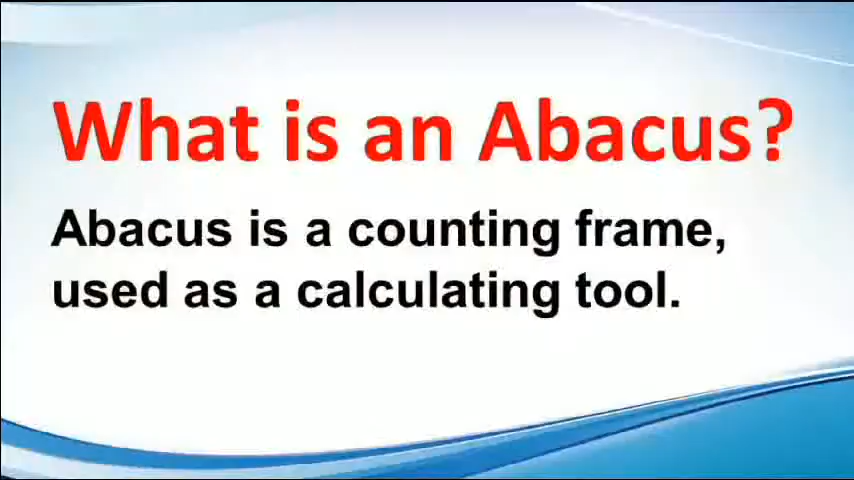 What is an Abacus?
Abacus is a counting frame,
used as a calculating tool.